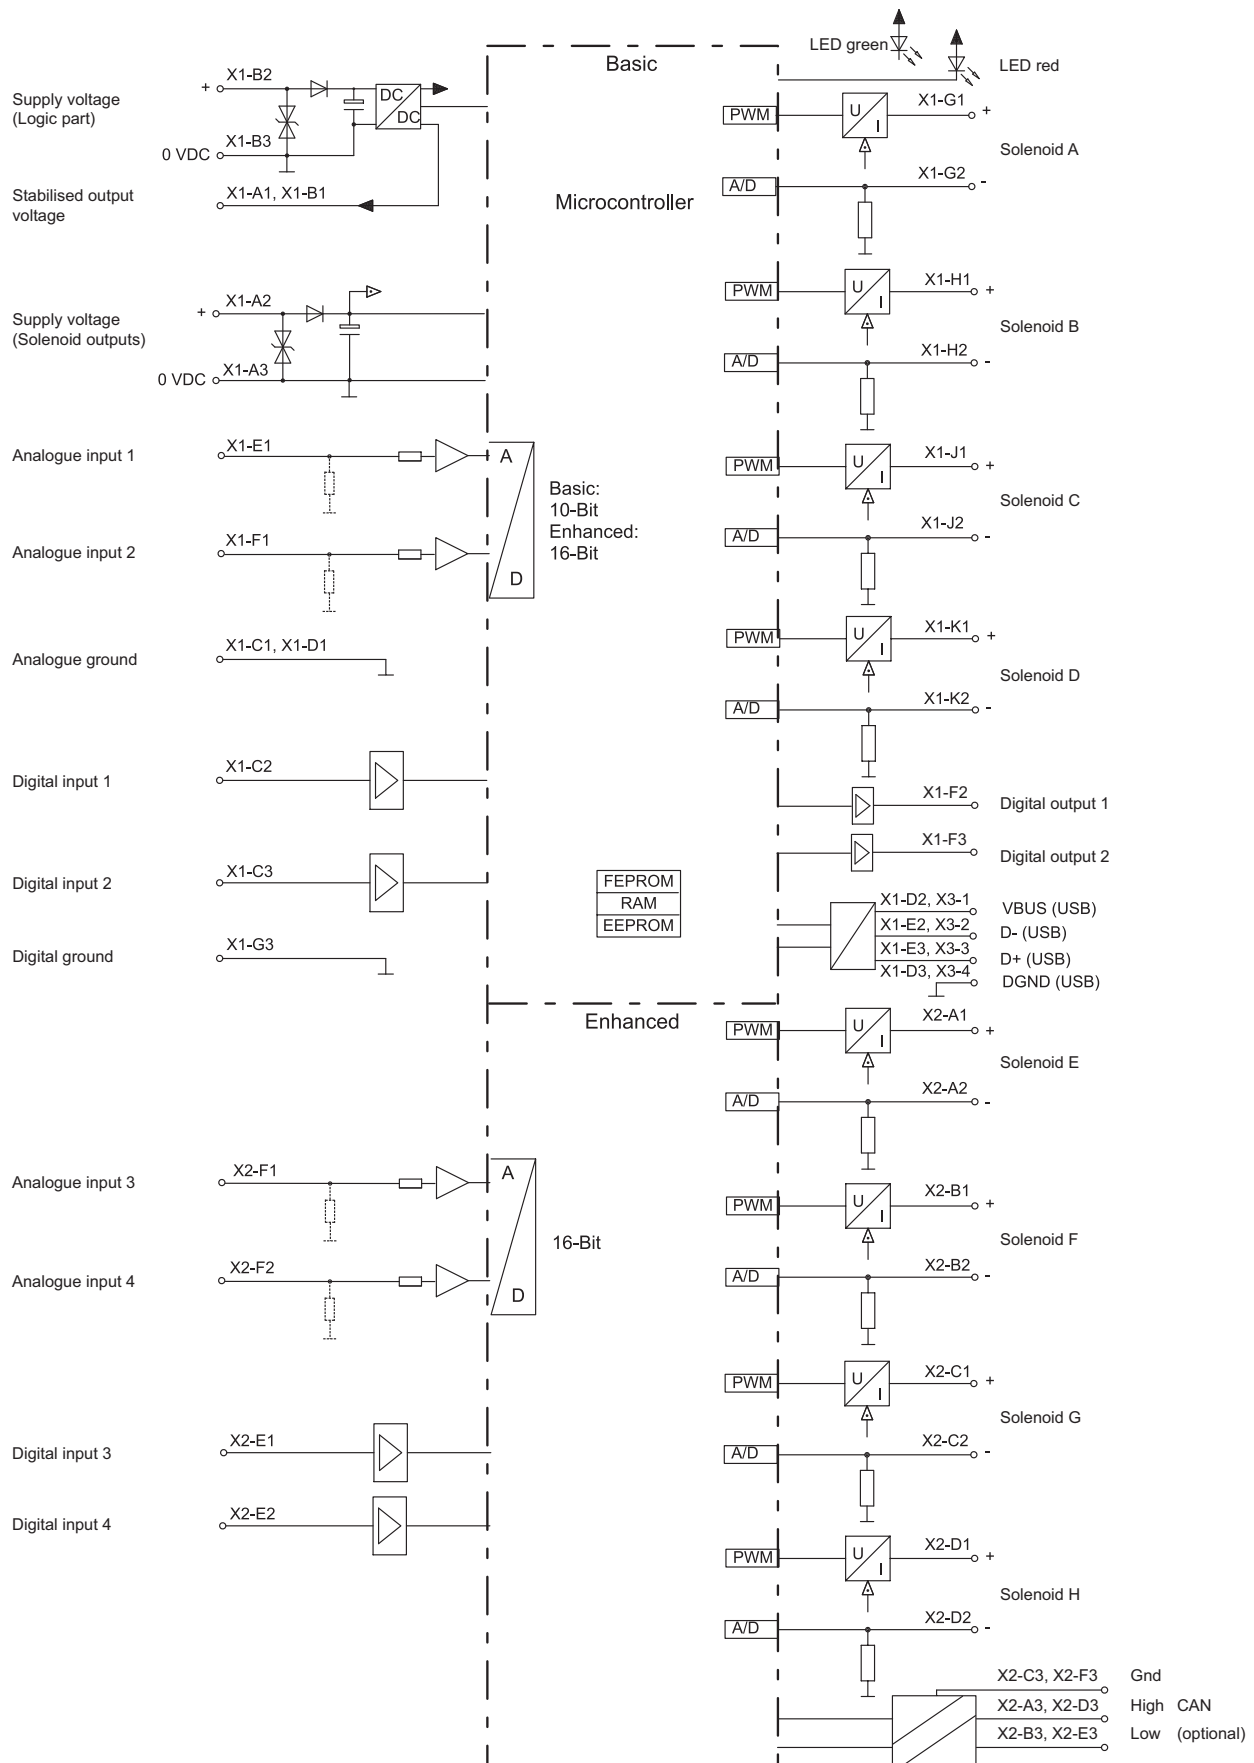 LED green
LED red
Basic
Supply voltage
(Logic part)
+
X1-B2
DC
DC
0 VDC
X1-B3
Stabilised output
voltage
X1-A1, X1-B1
Microcontroller
Supply voltage
(Solenoid outputs)
+
X1-A2
0 VDC
X1-A3
Analogue input 1
X1-E1
A
Basic:
10-Bit
Enhanced:
16-Bit
Analogue input 2
X1-F1
D
Analogue ground
X1-C1, X1-D1
Digital input 1
X1-C2
Digital input 2
X1-C3
FEPROM
RAM
EEPROM
Digital ground
X1-G3
PWM
U
I
X1-G1
+
Solenoid A
A/D
X1-G2
-
PWM
U
I
X1-H1
+
Solenoid B
A/D
X1-H2
-
PWM
U
I
X1-J1
+
Solenoid C
A/D
X1-J2
-
PWM
U
I
X1-K1
+
Solenoid D
A/D
X1-K2
-
X1-F2
Digital output 1
X1-F3
Digital output 2
X1-D2, X3-1
VBUS (USB)
X1-E2, X3-2
D- (USB)
X1-E3, X3-3
D+ (USB)
X1-D3, X3-4
DGND (USB)
Enhanced
Analogue input 3
X2-F1
A
16-Bit
Analogue input 4
X2-F2
D
Digital input 3
X2-E1
Digital input 4
X2-E2
PWM
U
I
X2-A1
+
Solenoid E
A/D
X2-A2
-
PWM
U
I
X2-B1
+
Solenoid F
A/D
X2-B2
-
PWM
U
I
X2-C1
+
Solenoid G
A/D
X2-C2
-
PWM
U
I
X2-D1
+
Solenoid H
A/D
X2-D2
-
X2-C3, X2-F3
Gnd
X2-A3, X2-D3
High CAN
X2-B3, X2-E3
Low (optional)